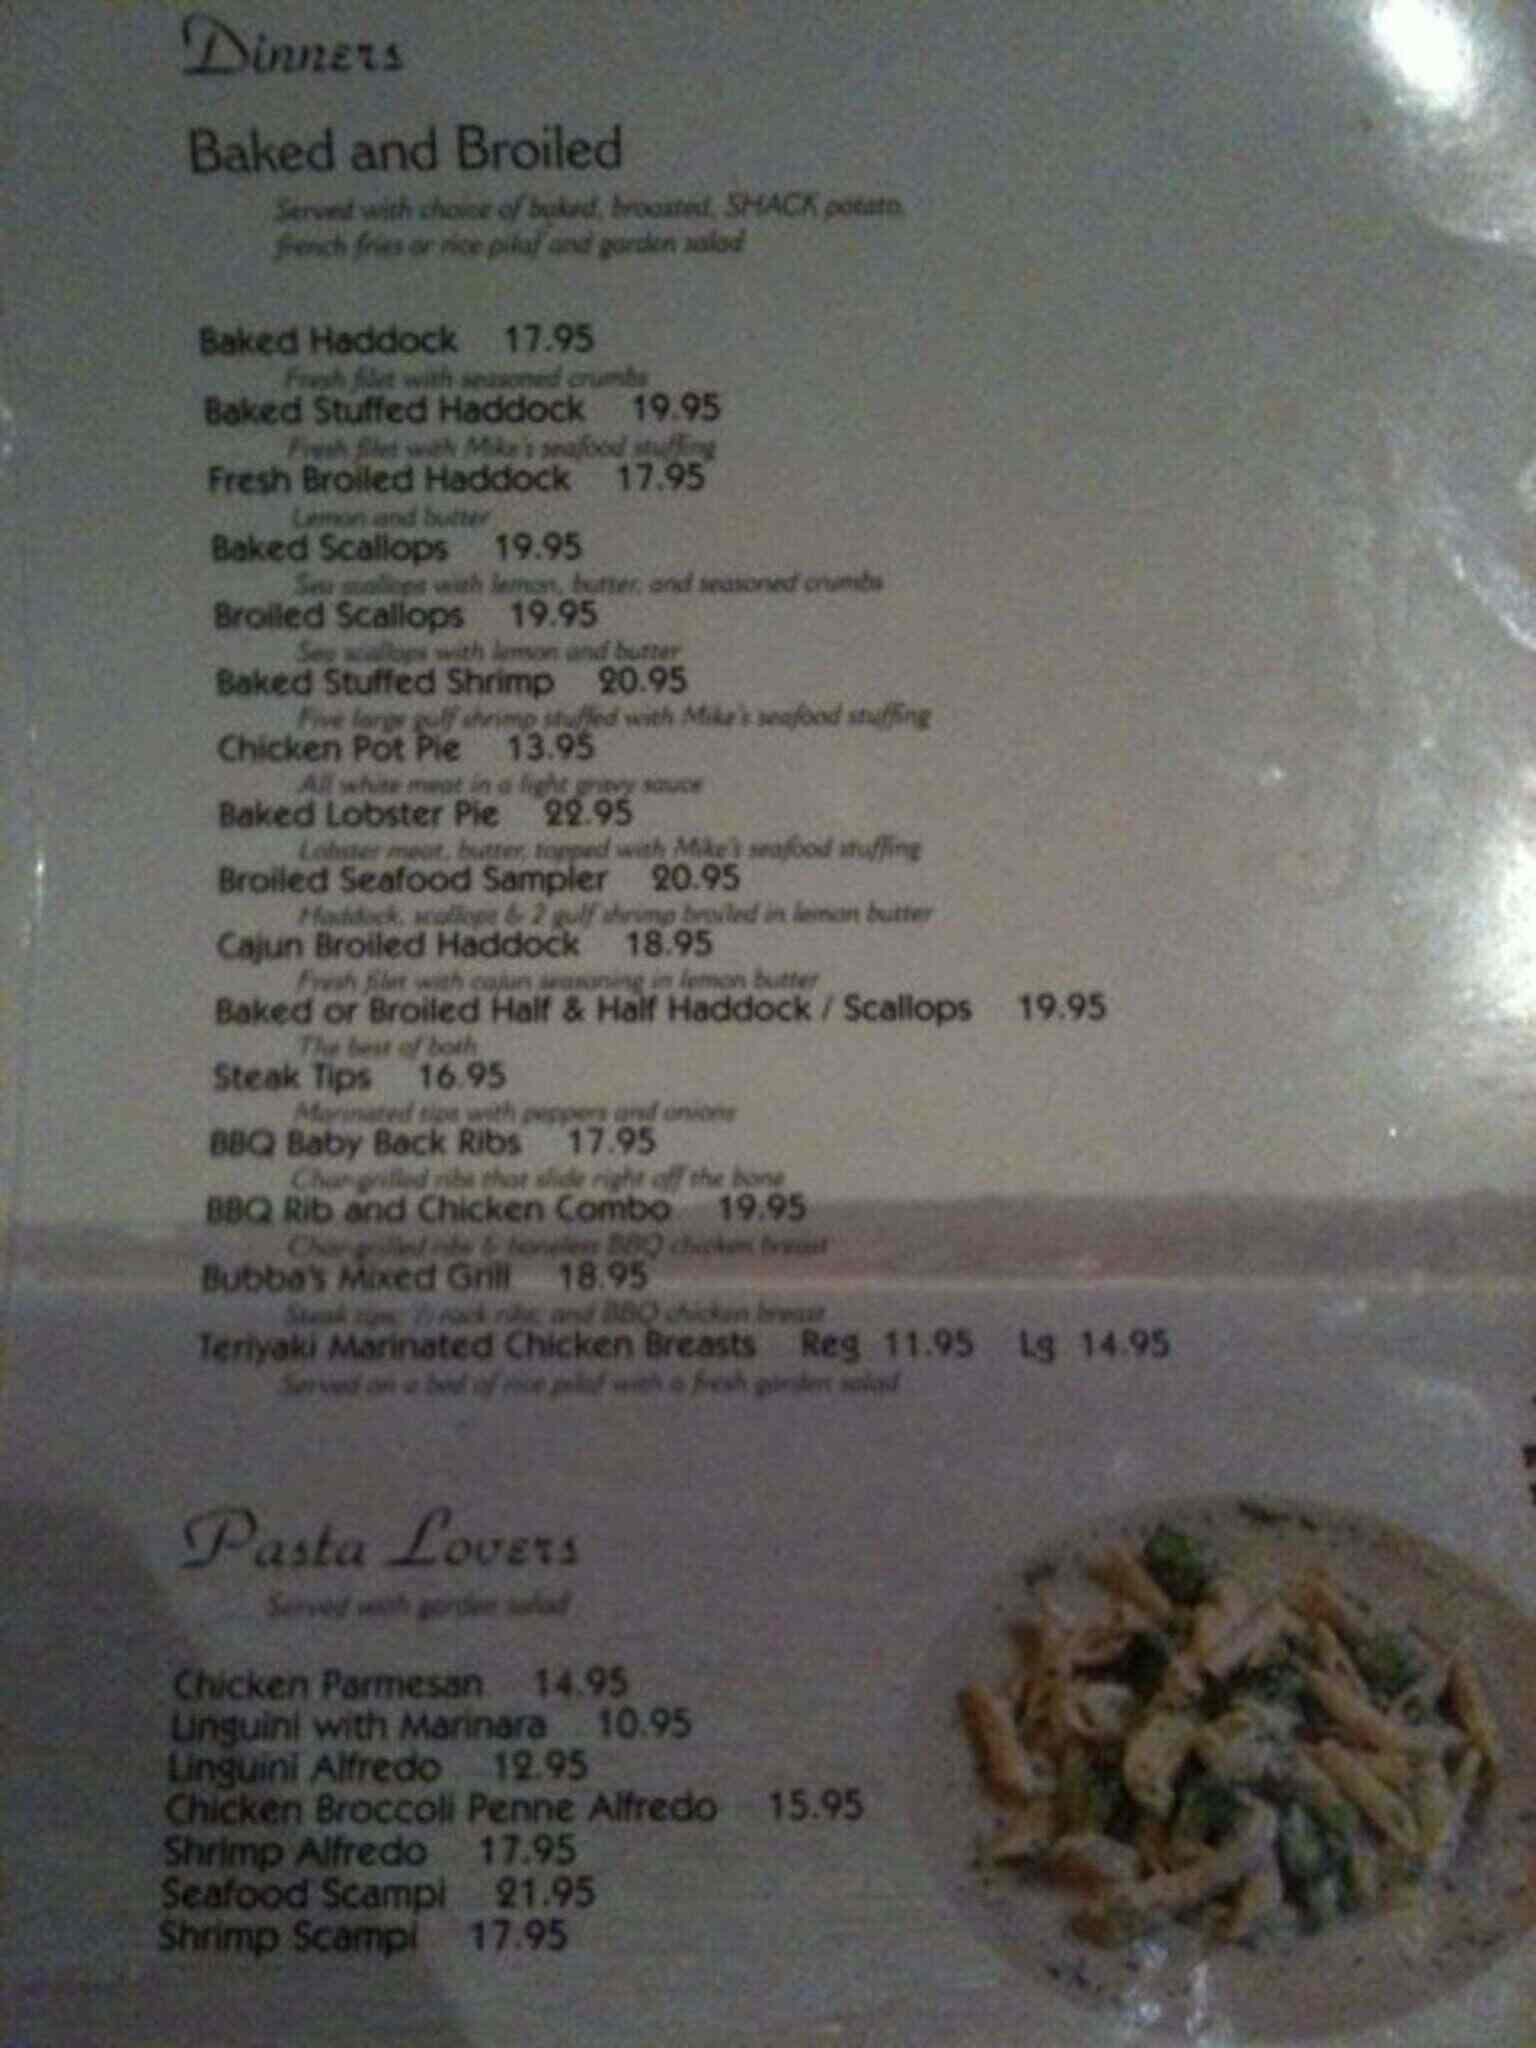 Dinners
Baked and Broiled
Served with choice of baked, broasted, SHACK potato,
french fries or rice pilaf and garden salad
Baked Haddock 17.95
Fresh filet with seasoned crumbs
Baked Stuffed Haddock 19.95
Fresh filet with Mike's seafood stuffing
Fresh Broiled Haddock 17.95
Lemon and butter
Baked Scallops 19.95
Sea scallops with lemon, butter, and seasoned crumbs
Broiled Scallops 19.95
Sea scallops with lemon and butter
Baked Stuffed Shrimp 20.95
Five large gulf shrimp stuffed with Mike's seafood stuffing
Chicken Pot Pie 13.95
All white meat in a light gravy sauce
Baked Lobster Pie 22.95
Lobster meat, butter, topped with Mike's seafood stuffing
Broiled Seafood Sampler 20.95
Haddock, scallops & 2 gulf shrimp broiled in lemon butter
Cajun Broiled Haddock 18.95
Fresh filet with cajun seasoning in lemon butter
Baked or Broiled Half & Half Haddock / Scallops 19.95
The best of both
Steak Tips 16.95
Marinated tips with peppers and onions
BBQ Baby Back Ribs 17.95
Char-grilled ribs that slide right off the bone
BBQ Rib and Chicken Combo 19.95
Char-grilled ribs & boneless BBQ chicken breast
Bubba's Mixed Grill 18.95
Steak tips, ½ rack ribs, and BBQ chicken breast
Teriyaki Marinated Chicken Breasts Reg 11.95 Lg 14.95
Served on a bed of rice pilaf with a fresh garden salad
Pasta Lovers
Served with garden salad
Chicken Parmesan 14.95
Linguini with Marinara 10.95
Linguini Alfredo 12.95
Chicken Broccoli Penne Alfredo 15.95
Shrimp Alfredo 17.95
Seafood Scampi 21.95
Shrimp Scampi 17.95